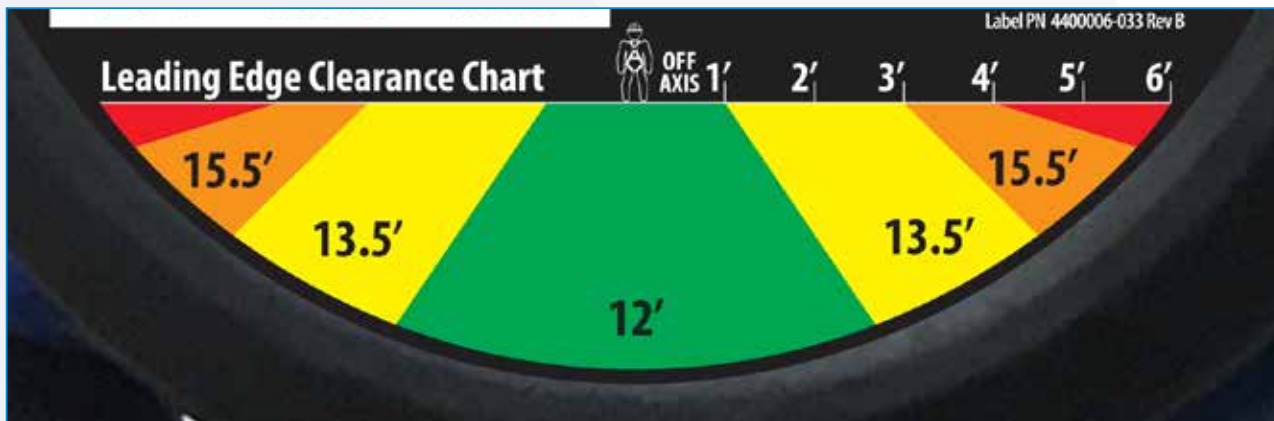 Label PN 4400006-033 Rev B
Leading Edge Clearance Chart
OFF
AXIS 1′ 2′ 3′ 4′ 5′ 6′
15.5′ 15.5′
13.5′ 13.5′
12′